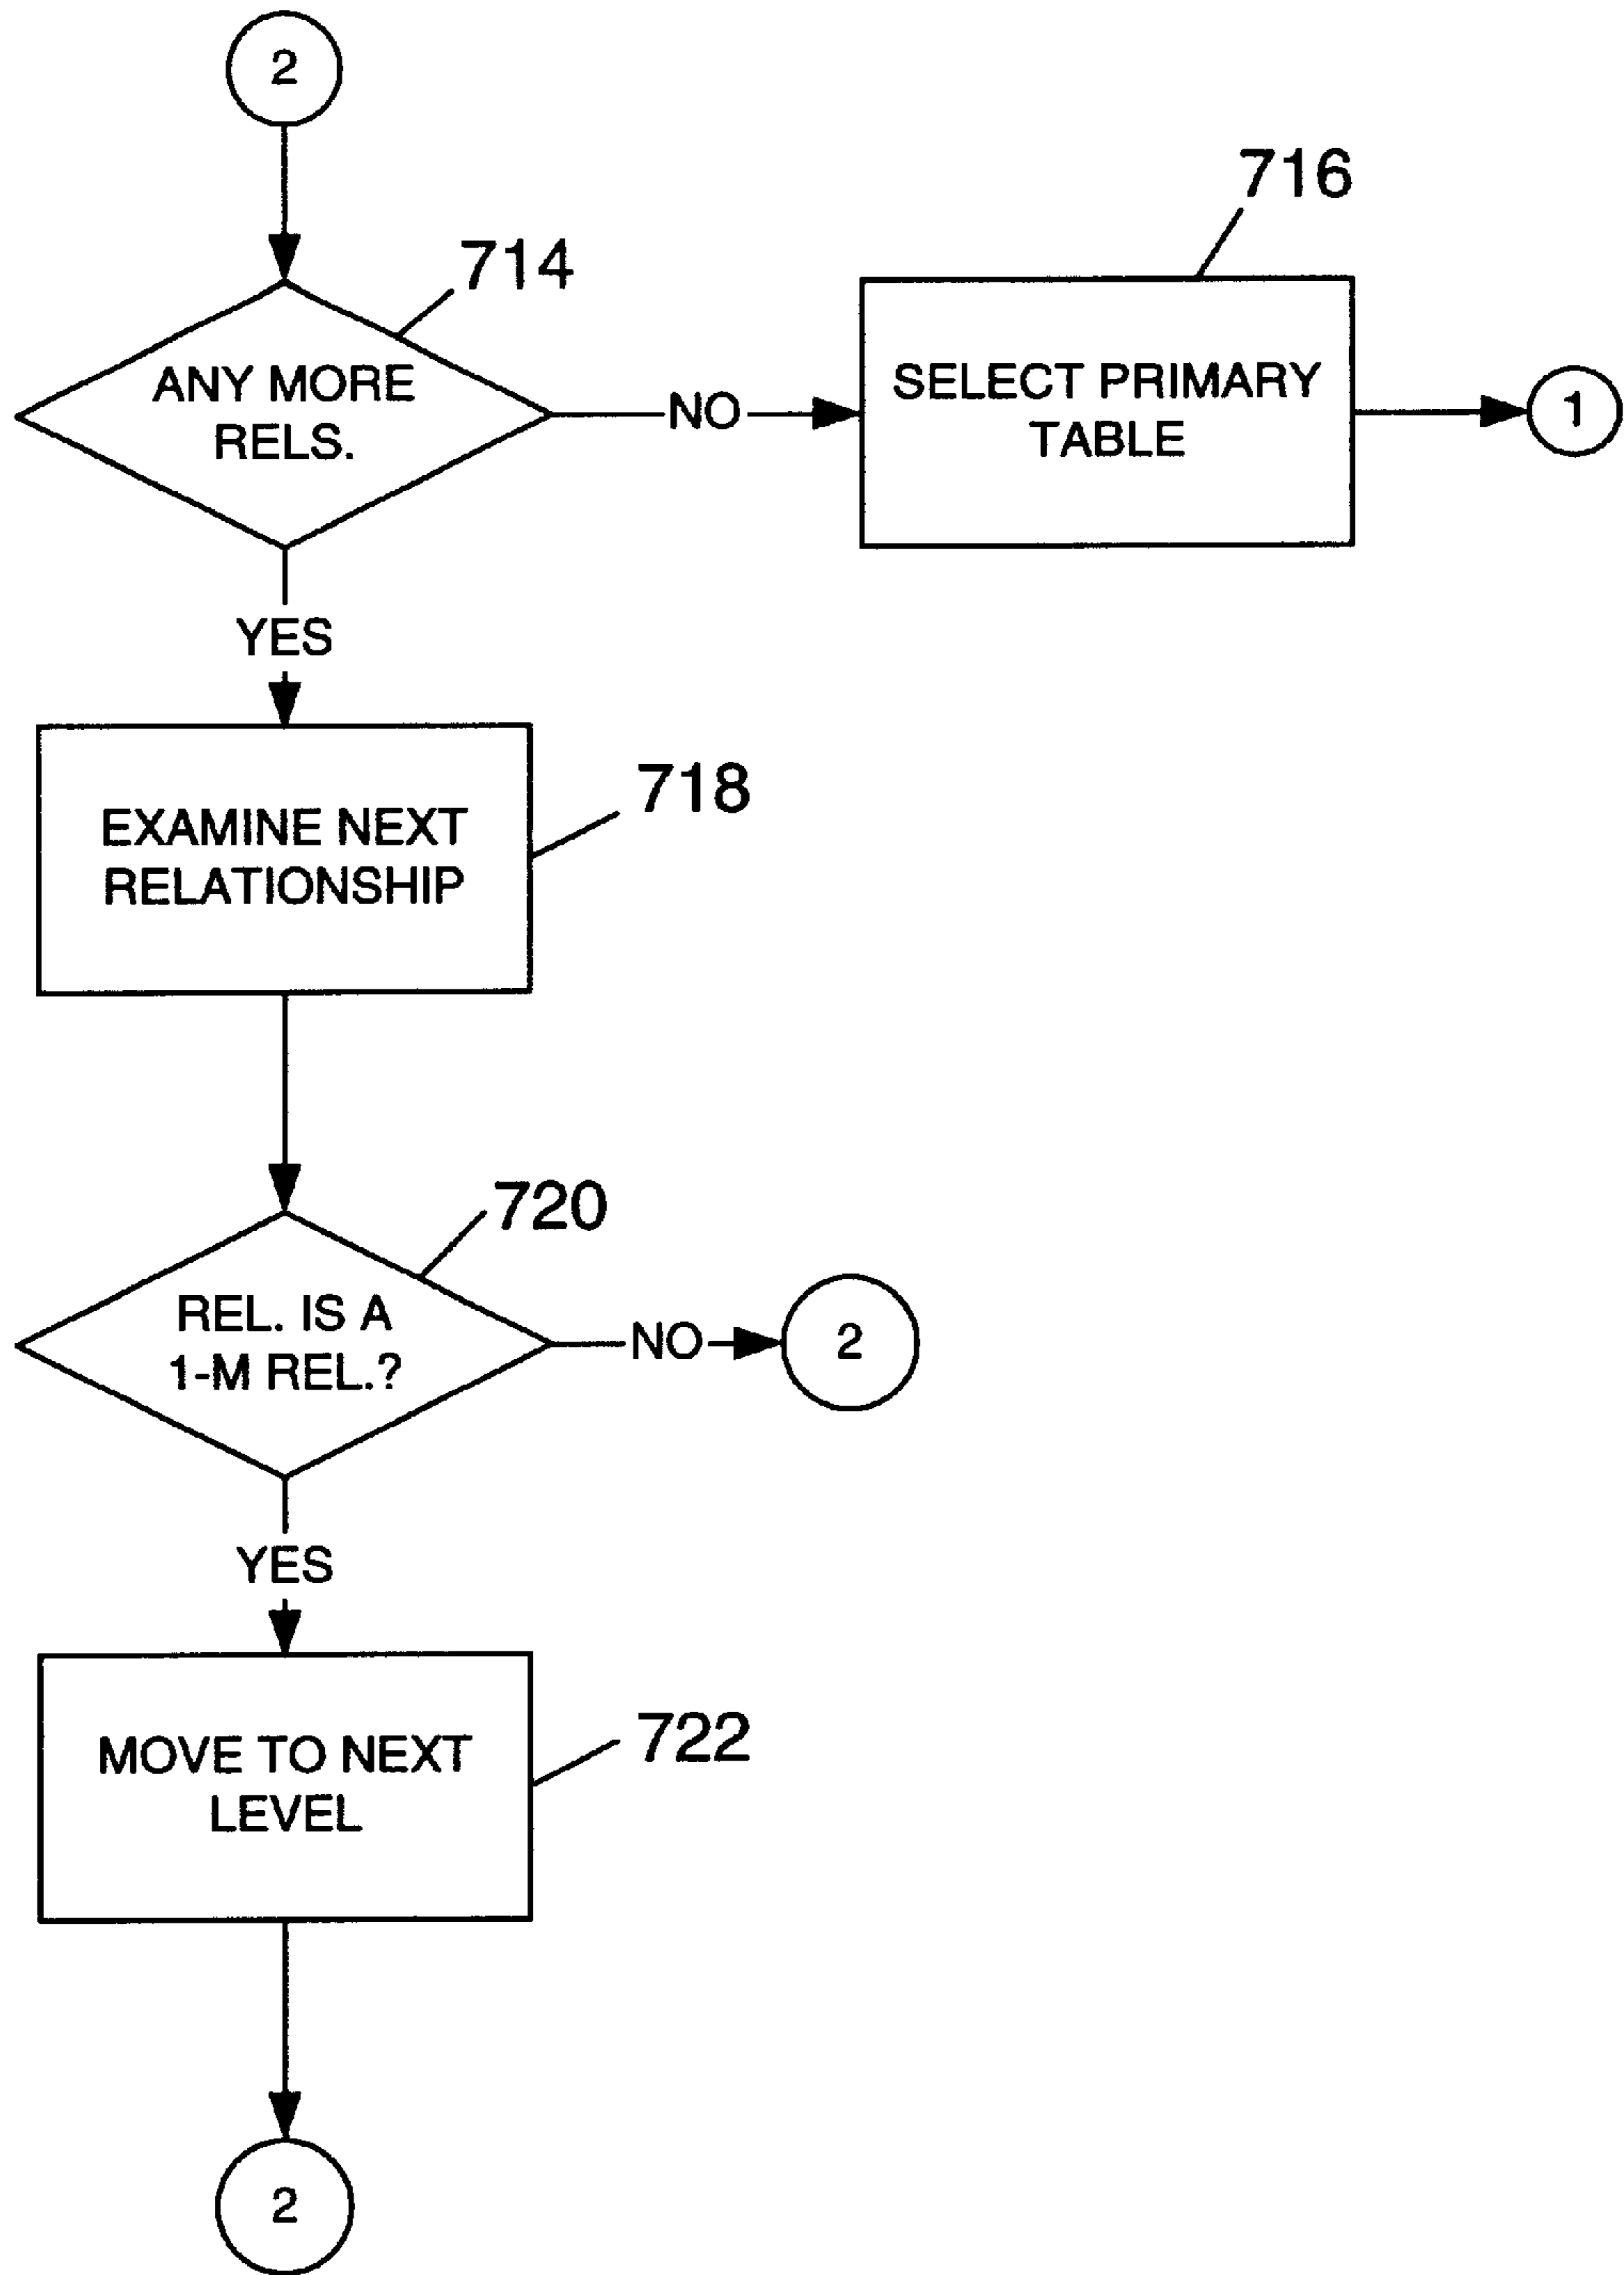 2
714
716
ANY MORE
RELS.
NO
SELECT PRIMARY
TABLE
1
YES
718
EXAMINE NEXT
RELATIONSHIP
720
REL. IS A
1-M REL.?
NO
2
YES
722
MOVE TO NEXT
LEVEL
2